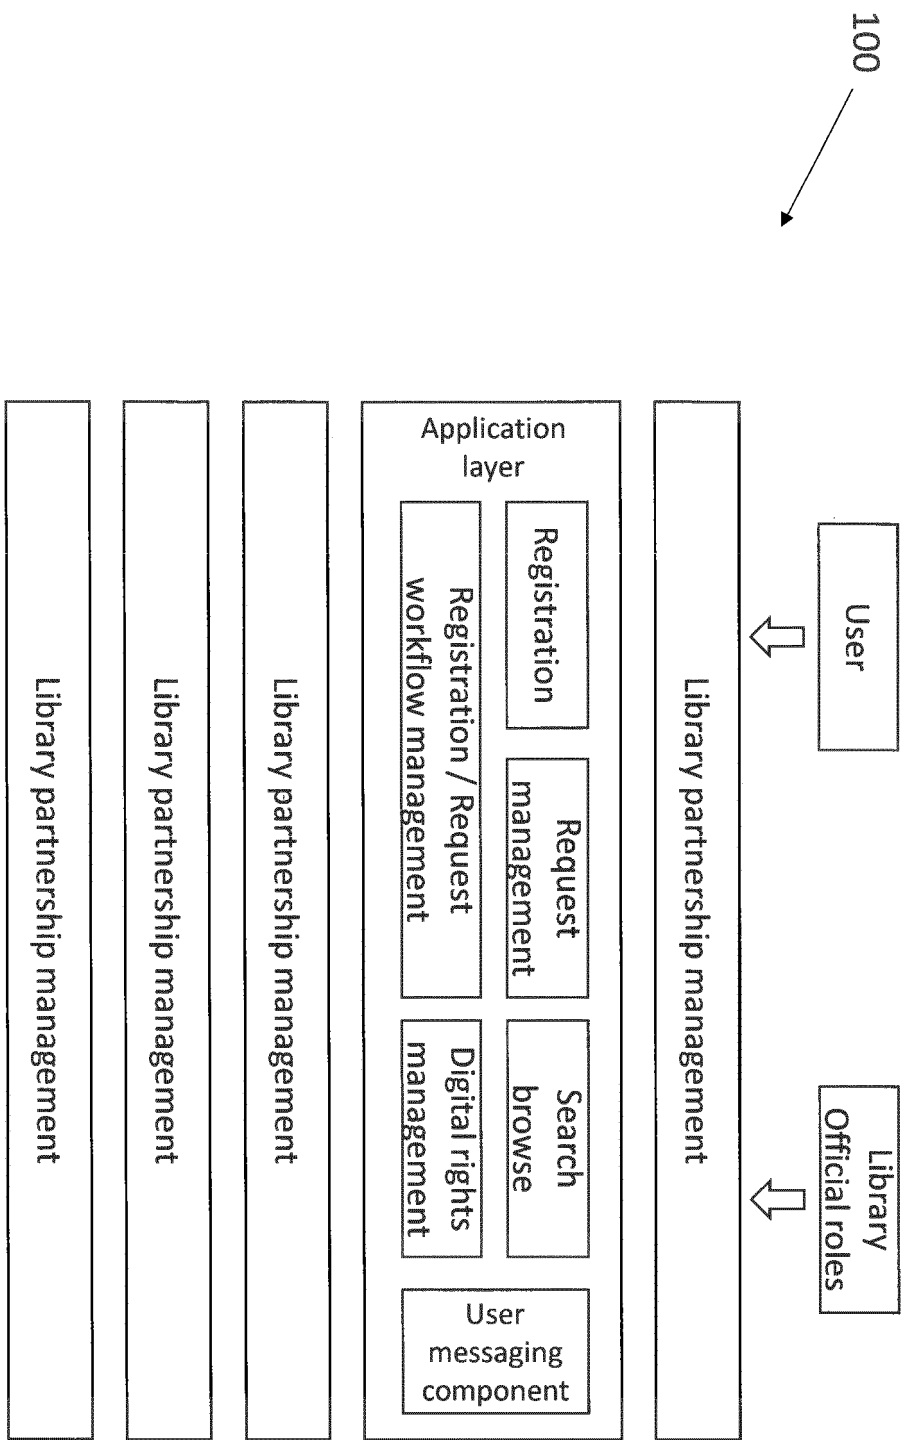 100
User
Library
Official roles
Library partnership management
Application
layer
Registration
Request
management
Search
browse
Registration / Request
workflow management
Digital rights
management
User
messaging
component
Library partnership management
Library partnership management
Library partnership management